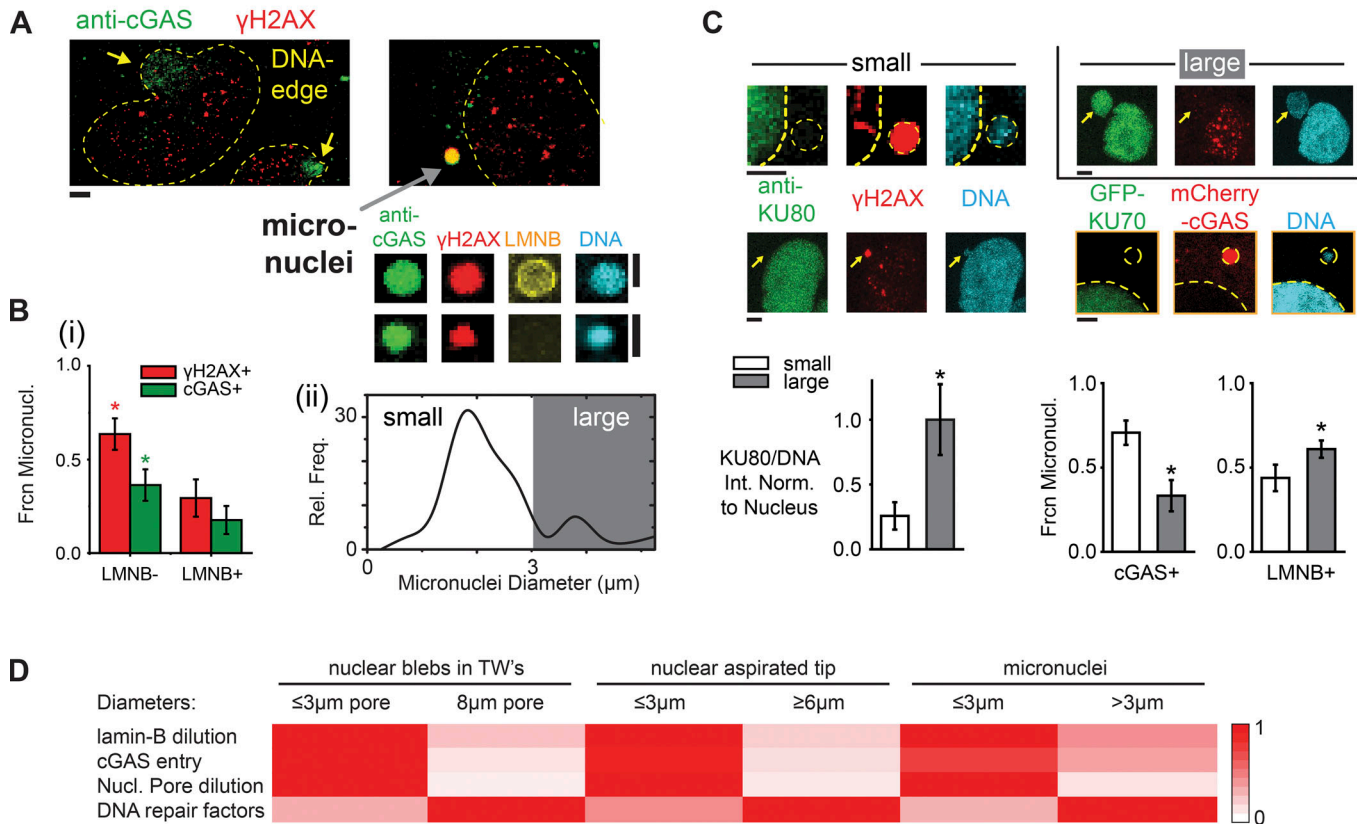 A
anti-cGAS γH2AX
DNA-
edge
micro-
nuclei
anti-
cGAS γH2AX LMNB DNA
B
(i)
1.0
0.5
0.0
Frcn Micronucl.
γH2AX+
cGAS+
*
*
LMNB- LMNB+
(ii)
small large
30
0
Rel. Freq.
0 3
Micronuclei Diameter (µm)
C
small
large
anti-
KU80 γH2AX DNA
GFP-
KU70
mCherry
-cGAS
DNA
small
large
KU80/DNA
Int. Norm.
to Nucleus
1.0
0.5
0.0
*
Frcn Micronucl.
1.0
0.5
0.0
*
cGAS+
1.0
0.5
0.0
*
LMNB+
D
nuclear blebs in TW's nuclear aspirated tip micronuclei
Diameters: ≤3µm pore 8µm pore ≤3µm ≥6µm ≤3µm >3µm
lamin-B dilution
cGAS entry
Nucl. Pore dilution
DNA repair factors
1
0